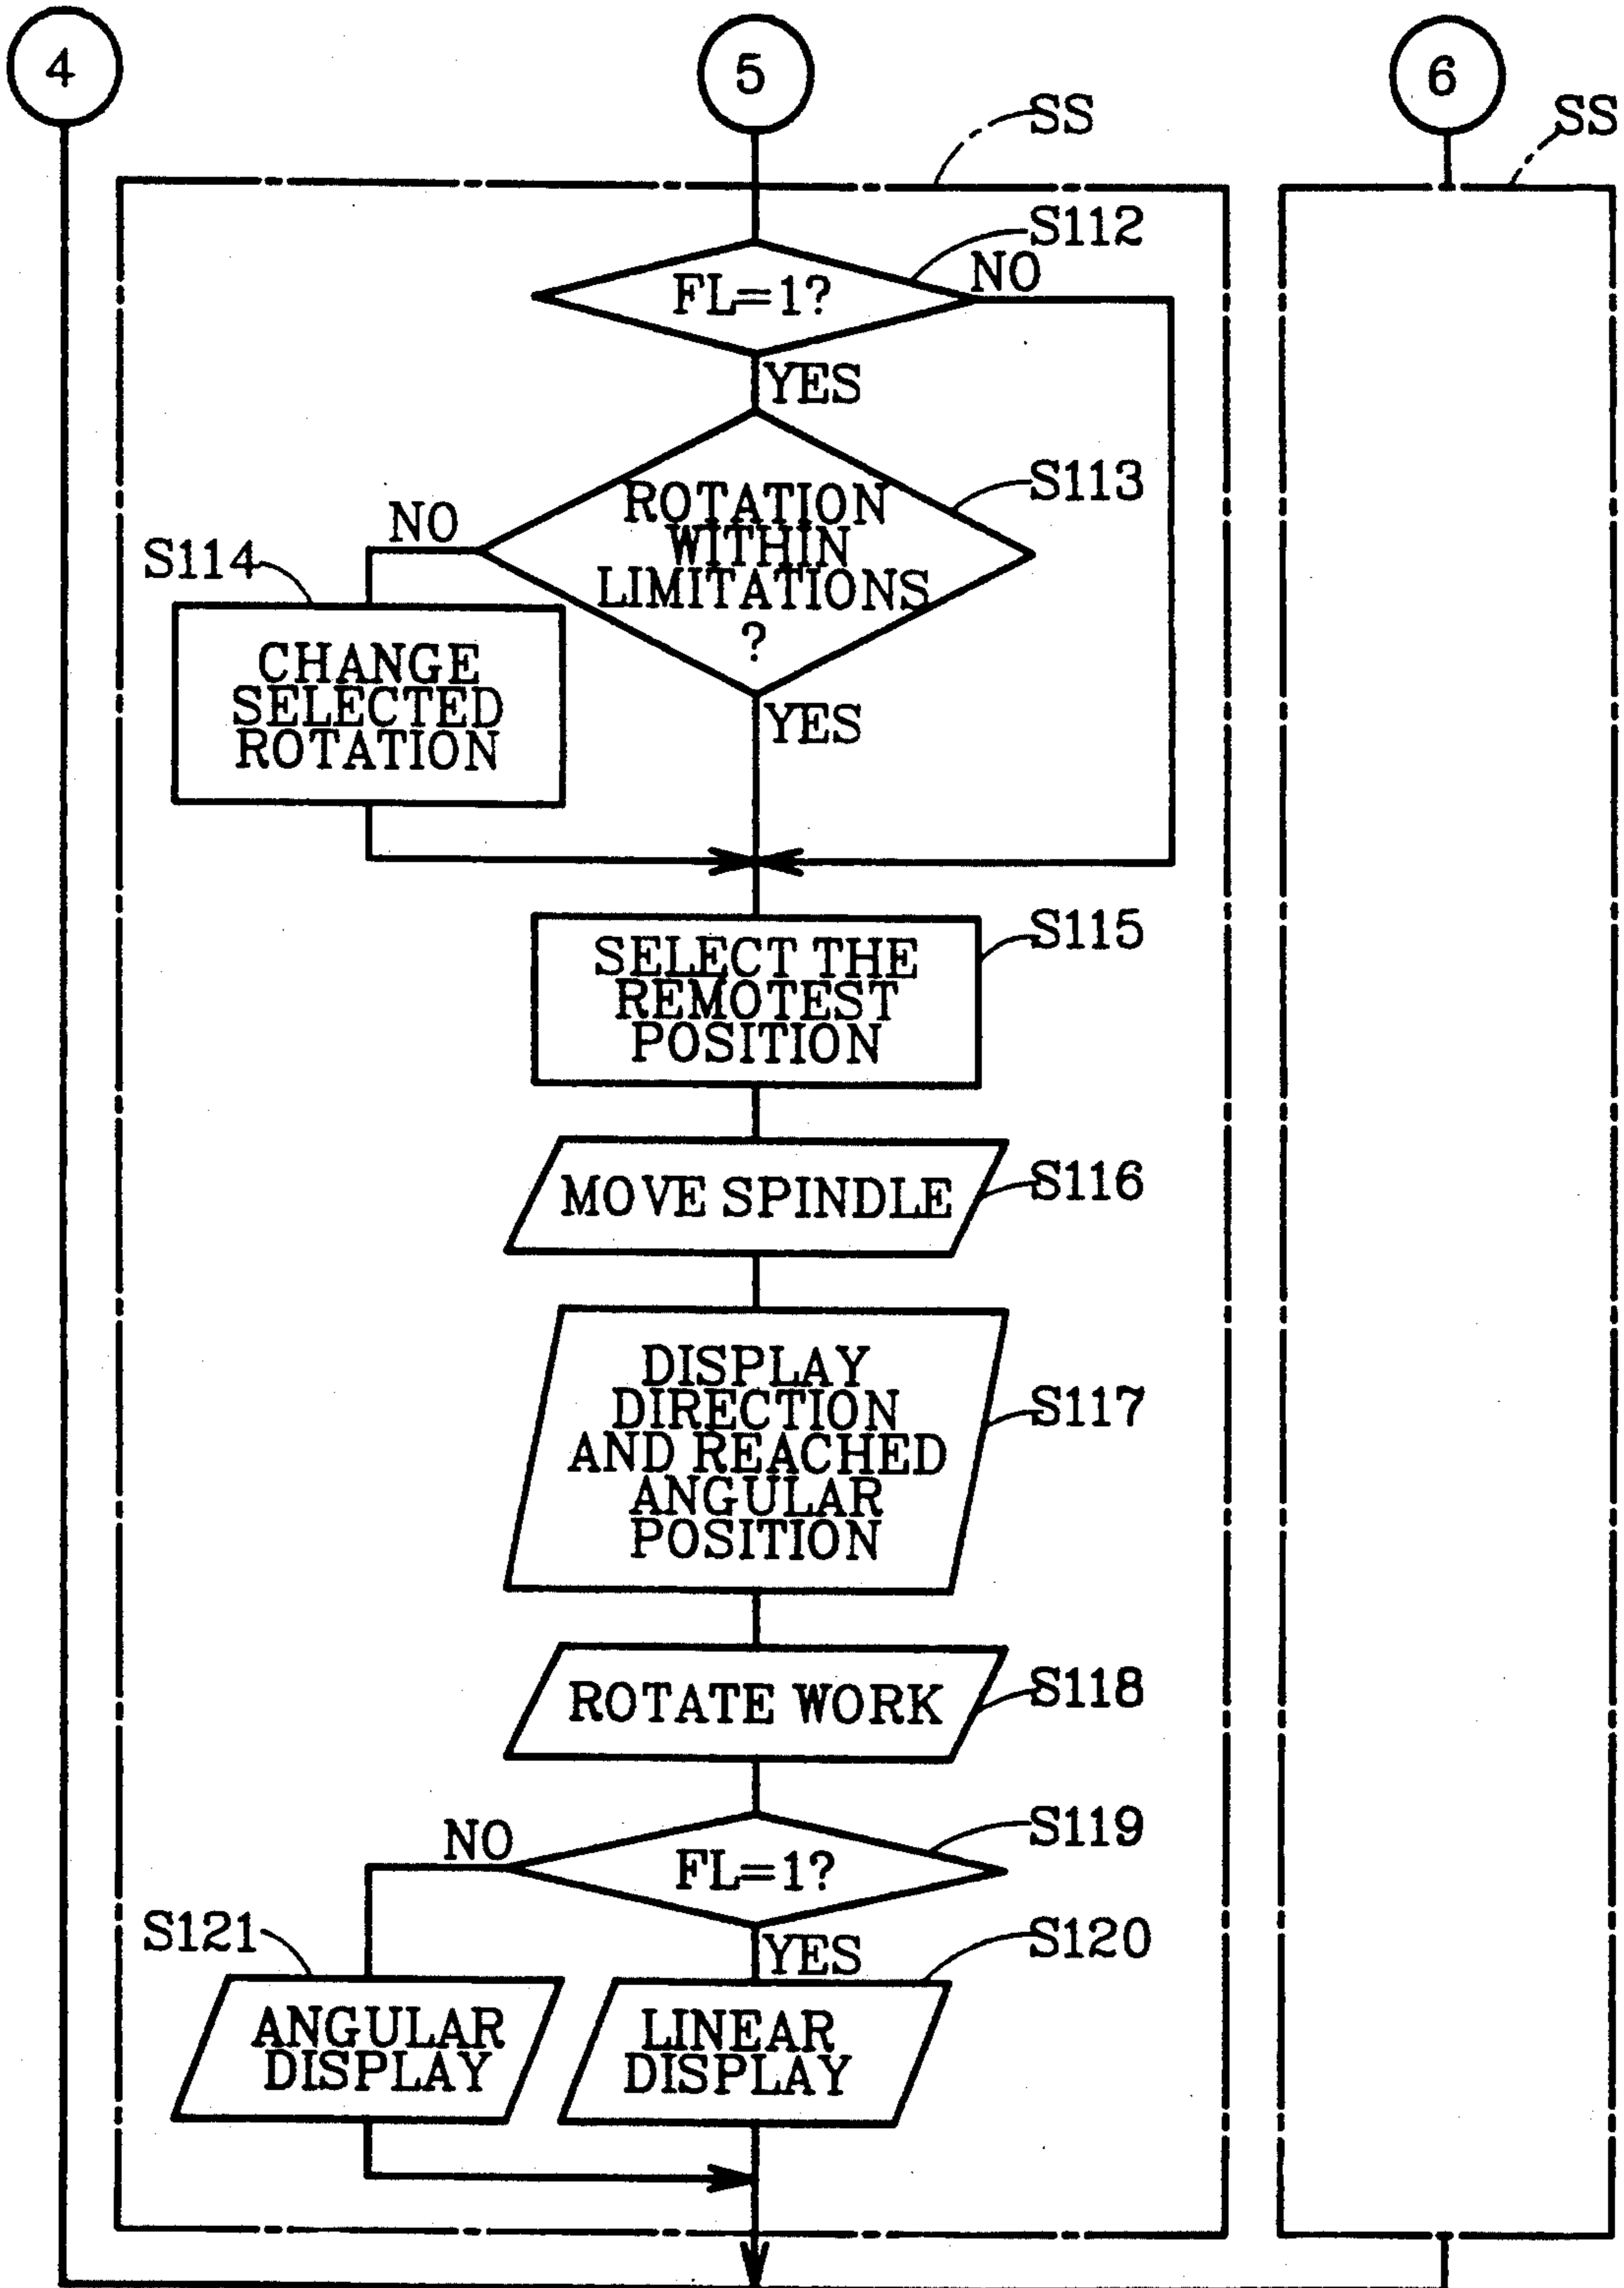 4
5
6
SS
SS
S112
FL=1?
NO
YES
S113
ROTATION
WITHIN
LIMITATIONS
?
NO
S114
CHANGE
SELECTED
ROTATION
YES
S115
SELECT THE
REMOTEST
POSITION
MOVE SPINDLE
S116
DISPLAY
DIRECTION
AND REACHED
ANGULAR
POSITION
S117
ROTATE WORK
S118
S119
NO
FL=1?
S121
YES
S120
ANGULAR
DISPLAY
LINEAR
DISPLAY